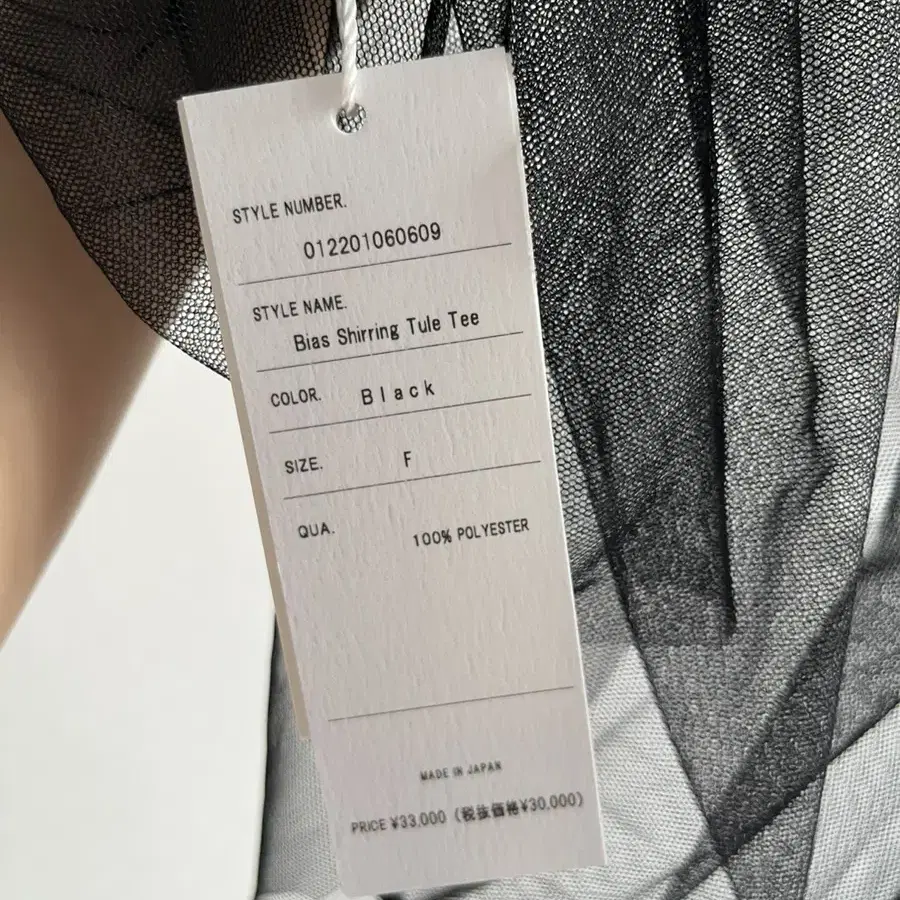 STYLE NUMBER.
012201060609
STYLE NAME.
Bias Shirring Tule Tee
COLOR. Black
SIZE. F
QUA. 100% POLYESTER
MADE IN JAPAN
PRICE ¥33,000 (税抜価格¥30,000)